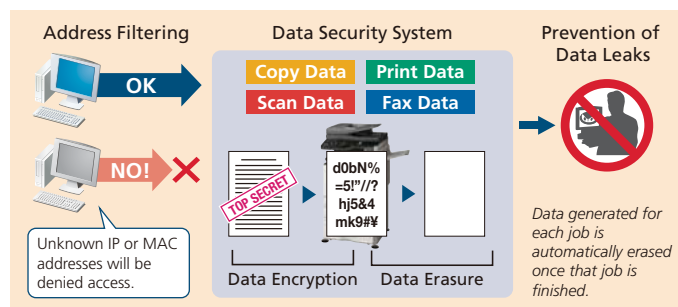 Address Filtering
OK
NO!
Unknown IP or MAC
addresses will be
denied access.
Data Security System
Copy Data
Print Data
Scan Data
Fax Data
TOP SECRET
d0bN%
=5!"//?
hj5&4
mk9#¥
Data Encryption
Data Erasure
Prevention of
Data Leaks
Data generated for
each job is
automatically erased
once that job is
finished.